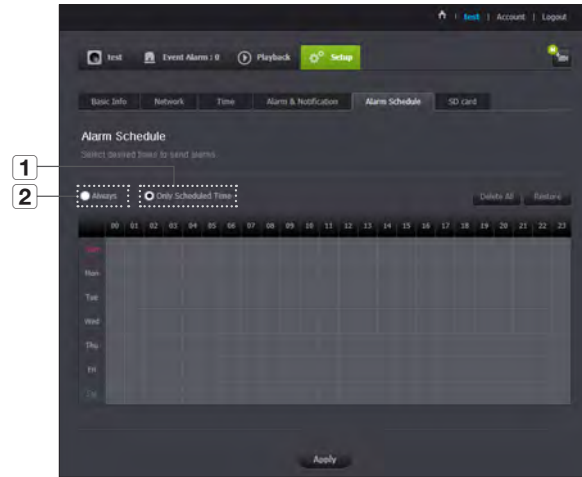 test | Account | Logout
test Event Alarm : 0 Playback Setup
Basic Info Network Time Alarm & Notification Alarm Schedule SD card
Alarm Schedule
Select desired times to send alarms.
1
2
Always Only Scheduled Time Delete All Restore
00 01 02 03 04 05 06 07 08 09 10 11 12 13 14 15 16 17 18 19 20 21 22 23
Sun
Mon
Tue
Wed
Thu
Fri
Sat
Apply